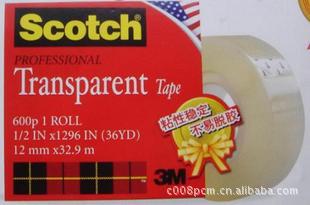 Scotch
PROFESSIONAL
Transparent Tape
600p 1 ROLL
1/2 IN x1296 IN (36YD)
12 mm x32.9 m
粘性稳定
不易脱胶
3M
c008pcm.cn.alibaba.com